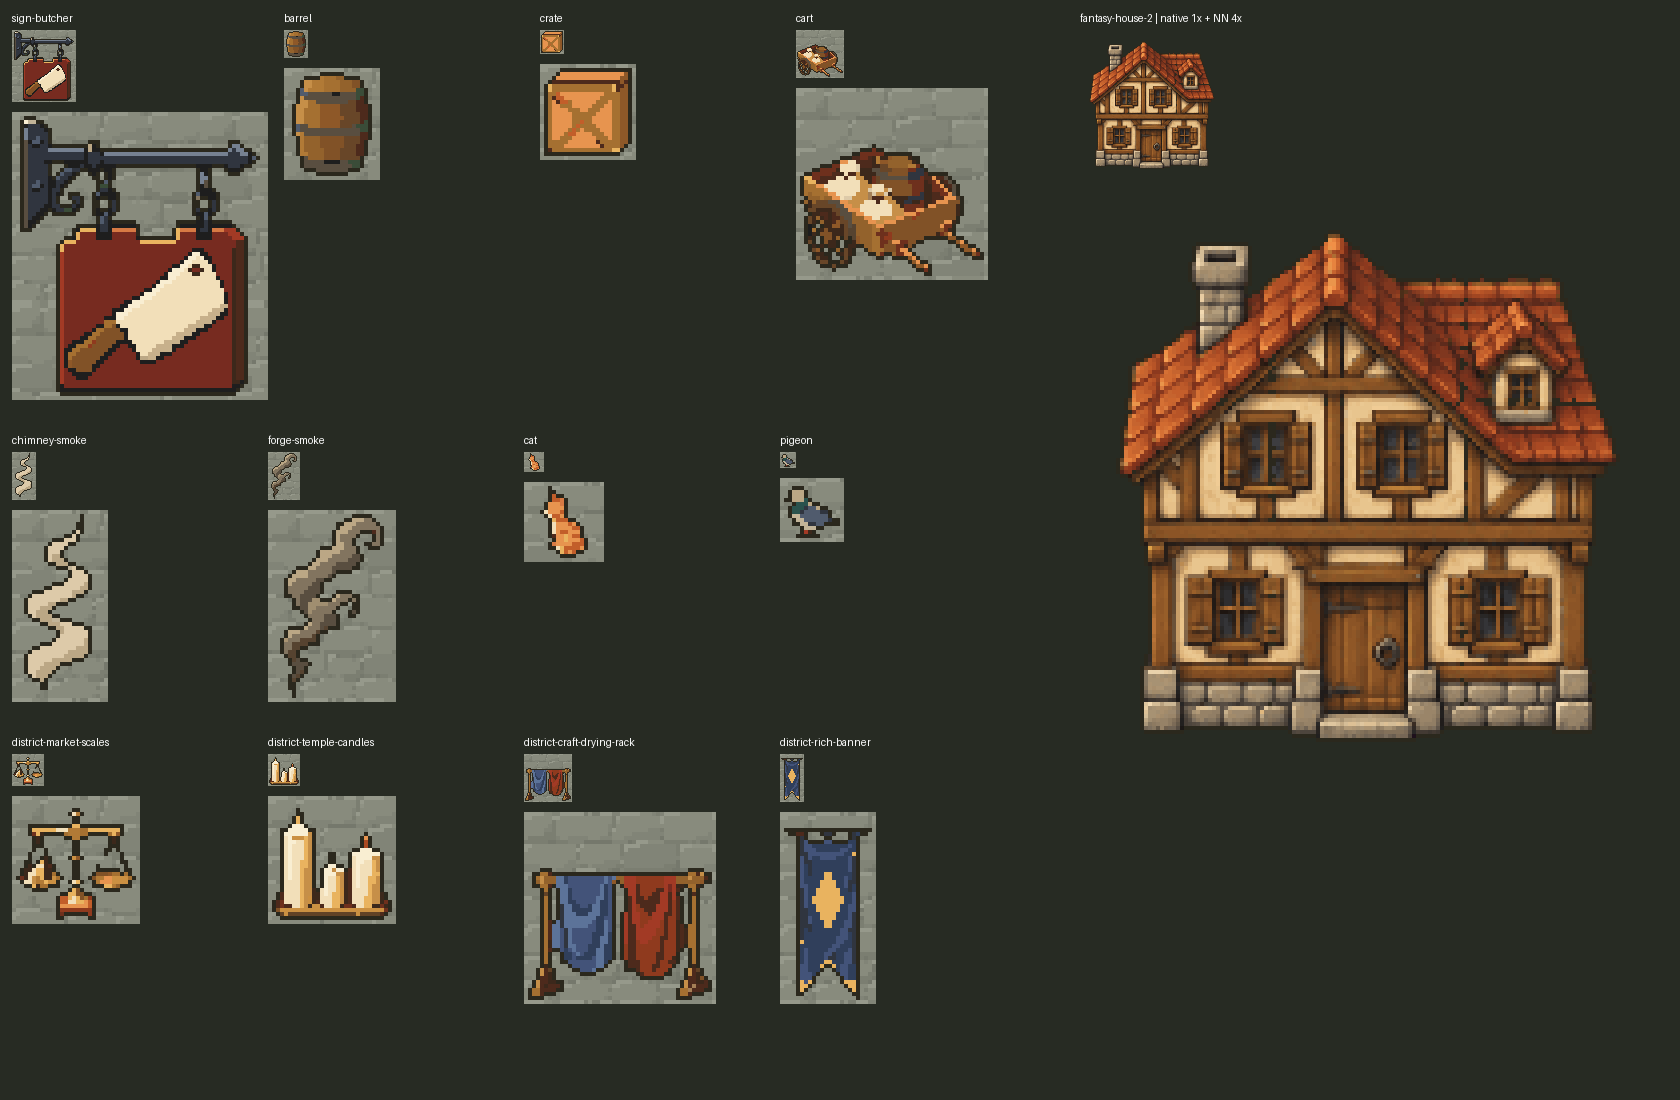 sign-butcher
barrel
crate
cart
fantasy-house-2 | native 1x + NN 4x
chimney-smoke
forge-smoke
cat
pigeon
district-market-scales
district-temple-candles
district-craft-drying-rack
district-rich-banner